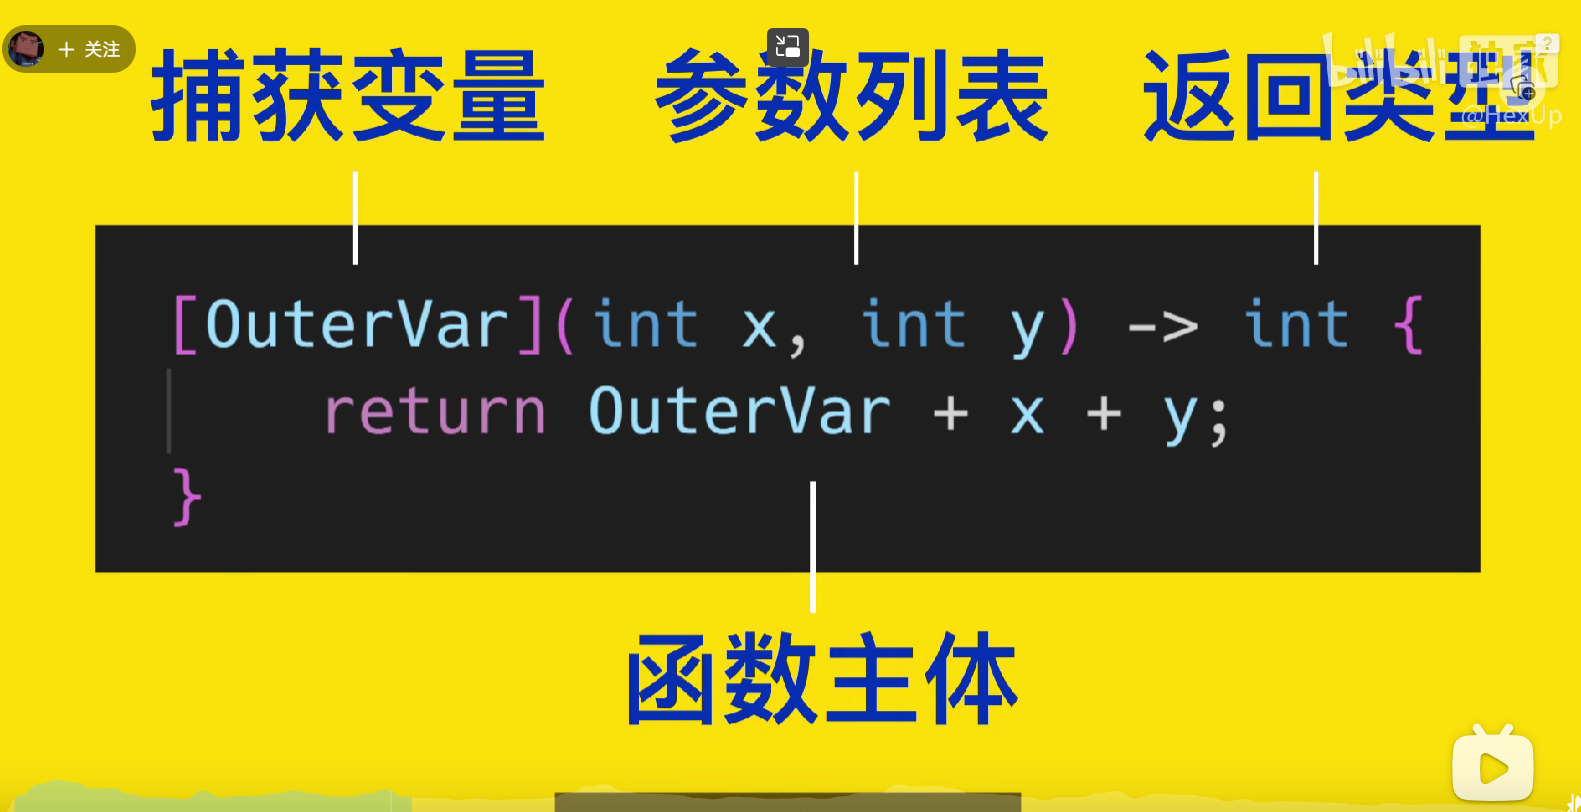 + 关注
捕获变量 参数列表 返回类型
bilibili
@HexUp
[OuterVar](int x, int y) -> int {
return OuterVar + x + y;
}
函数主体